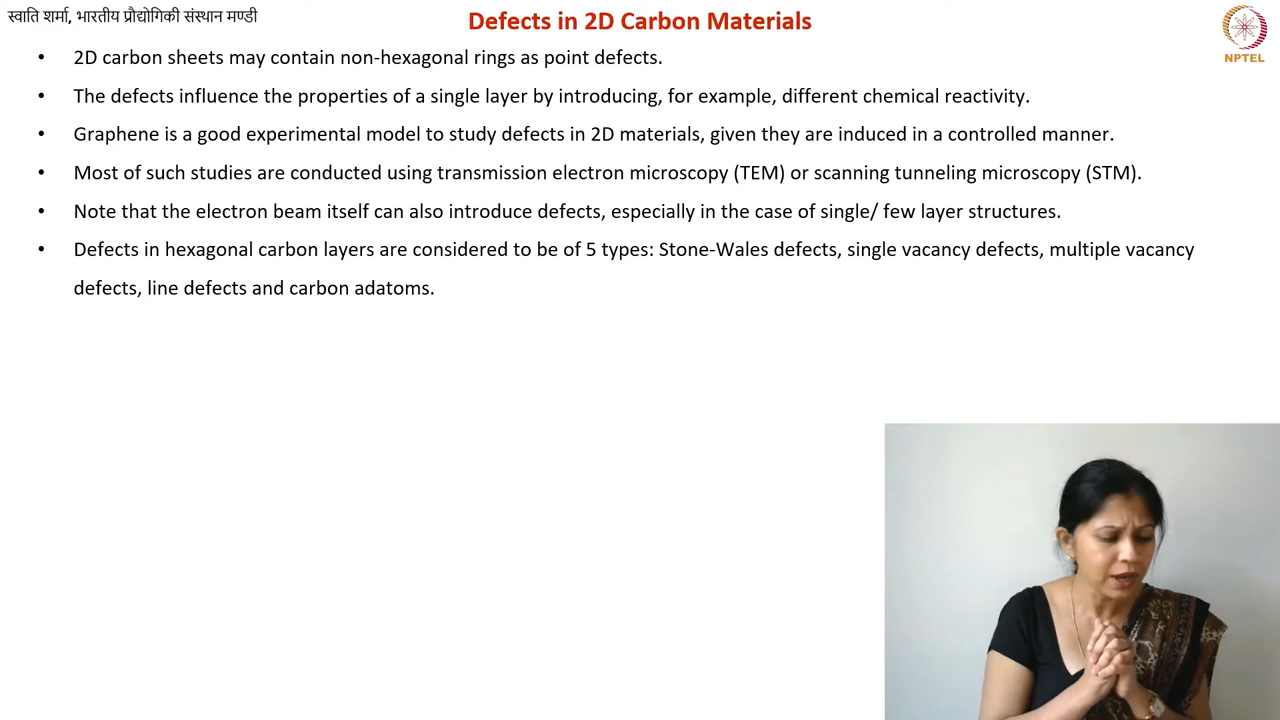 स्वाति शर्मा, भारतीय प्रौद्योगिकी संस्थान मण्डी
Defects in 2D Carbon Materials
NPTEL
• 2D carbon sheets may contain non-hexagonal rings as point defects.
• The defects influence the properties of a single layer by introducing, for example, different chemical reactivity.
• Graphene is a good experimental model to study defects in 2D materials, given they are induced in a controlled manner.
• Most of such studies are conducted using transmission electron microscopy (TEM) or scanning tunneling microscopy (STM).
• Note that the electron beam itself can also introduce defects, especially in the case of single/ few layer structures.
• Defects in hexagonal carbon layers are considered to be of 5 types: Stone-Wales defects, single vacancy defects, multiple vacancy
defects, line defects and carbon adatoms.